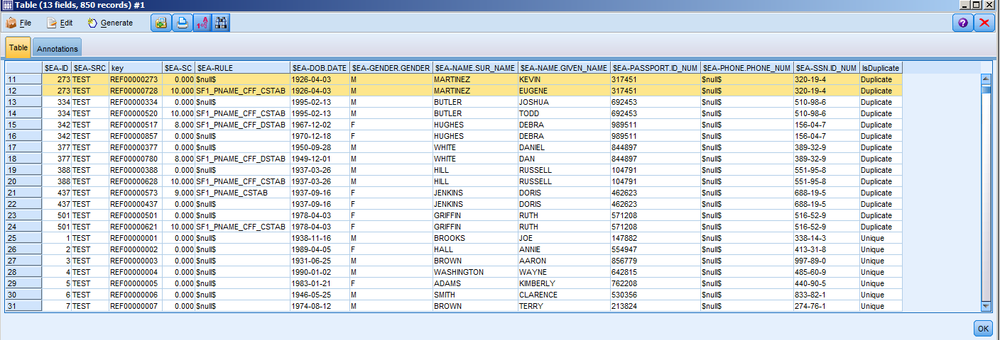 Table (13 fields, 850 records) #1
File Edit Generate
Table Annotations
$EA-ID $EA-SRC key $EA-SC $EA-RULE $EA-DOB.DATE $EA-GENDER.GENDER $EA-NAME.SUR_NAME $EA-NAME.GIVEN_NAME $EA-PASSPORT.ID_NUM $EA-PHONE.PHONE_NUM $EA-SSN.ID_NUM IsDuplicate
11 273 TEST REF00000273 0.000 $null$ 1926-04-03 M MARTINEZ KEVIN 317451 $null$ 320-19-4 Duplicate
12 273 TEST REF00000728 10.000 SF1_PNAME_CFF_CSTAB 1926-04-03 M MARTINEZ EUGENE 317451 $null$ 320-19-4 Duplicate
13 334 TEST REF00000334 0.000 $null$ 1995-02-13 M BUTLER JOSHUA 692453 $null$ 510-98-6 Duplicate
14 334 TEST REF00000520 10.000 SF1_PNAME_CFF_CSTAB 1995-02-13 M BUTLER TODD 692453 $null$ 510-98-6 Duplicate
15 342 TEST REF00000517 8.000 SF1_PNAME_CFF_DSTAB 1967-12-02 F HUGHES DEBRA 989511 $null$ 156-04-7 Duplicate
16 342 TEST REF00000857 0.000 $null$ 1970-12-18 F HUGHES DEBRA 989511 $null$ 156-04-7 Duplicate
17 377 TEST REF00000377 0.000 $null$ 1950-09-28 M WHITE DANIEL 844897 $null$ 389-32-9 Duplicate
18 377 TEST REF00000780 8.000 SF1_PNAME_CFF_DSTAB 1949-12-01 M WHITE DAN 844897 $null$ 389-32-9 Duplicate
19 388 TEST REF00000388 0.000 $null$ 1937-03-26 M HILL RUSSELL 104791 $null$ 551-95-8 Duplicate
20 388 TEST REF00000628 10.000 SF1_PNAME_CFF_CSTAB 1937-03-26 M HILL RUSSELL 104791 $null$ 551-95-8 Duplicate
21 437 TEST REF00000573 9.000 SF1_PNAME_CSTAB 1937-09-16 F JENKINS DORIS 462623 $null$ 688-19-5 Duplicate
22 437 TEST REF00000437 0.000 $null$ 1937-09-16 F JENKINS DORIS 462623 $null$ 688-19-5 Duplicate
23 501 TEST REF00000501 0.000 $null$ 1978-04-03 F GRIFFIN RUTH 571208 $null$ 516-52-9 Duplicate
24 501 TEST REF00000621 10.000 SF1_PNAME_CFF_CSTAB 1978-04-03 F GRIFFIN RUTH 571208 $null$ 516-52-9 Duplicate
25 1 TEST REF00000001 0.000 $null$ 1938-11-16 M BROOKS JOE 147882 $null$ 338-14-3 Unique
26 2 TEST REF00000002 0.000 $null$ 1989-04-05 F HALL ANNIE 554947 $null$ 413-31-8 Unique
27 3 TEST REF00000003 0.000 $null$ 1931-06-25 M BROWN AARON 856779 $null$ 997-89-0 Unique
28 4 TEST REF00000004 0.000 $null$ 1990-01-02 M WASHINGTON WAYNE 642815 $null$ 485-60-9 Unique
29 5 TEST REF00000005 0.000 $null$ 1983-01-21 F ADAMS KIMBERLY 762208 $null$ 440-90-5 Unique
30 6 TEST REF00000006 0.000 $null$ 1946-05-25 M SMITH CLARENCE 530356 $null$ 833-82-1 Unique
31 7 TEST REF00000007 0.000 $null$ 1974-08-12 M BROWN TERRY 213824 $null$ 274-76-1 Unique
OK